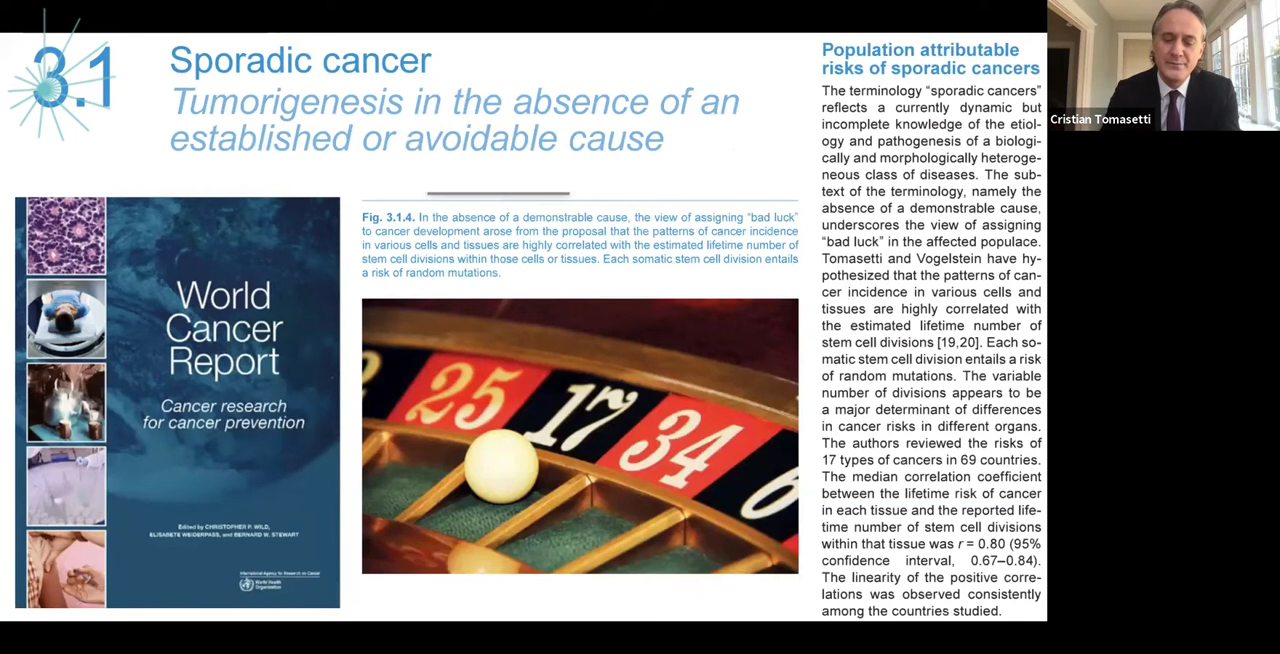 3.1
Sporadic cancer
Tumorigenesis in the absence of an
established or avoidable cause
World
Cancer
Report
Cancer research
for cancer prevention
Edited by CHRISTOPHER P. WILD,
ELISABETE WEIDERPASS, and BERNARD W. STEWART
International Agency for Research on Cancer
World Health
Organization
Fig. 3.1.4. In the absence of a demonstrable cause, the view of assigning “bad luck”
to cancer development arose from the proposal that the patterns of cancer incidence
in various cells and tissues are highly correlated with the estimated lifetime number of
stem cell divisions within those cells or tissues. Each somatic stem cell division entails
a risk of random mutations.
2
25
17
34
6
Population attributable
risks of sporadic cancers
The terminology “sporadic cancers”
reflects a currently dynamic but
incomplete knowledge of the etiol-
ogy and pathogenesis of a biologi-
cally and morphologically heteroge-
neous class of diseases. The sub-
text of the terminology, namely the
absence of a demonstrable cause,
underscores the view of assigning
“bad luck” in the affected populace.
Tomasetti and Vogelstein have hy-
pothesized that the patterns of can-
cer incidence in various cells and
tissues are highly correlated with
the estimated lifetime number of
stem cell divisions [19,20]. Each so-
matic stem cell division entails a risk
of random mutations. The variable
number of divisions appears to be
a major determinant of differences
in cancer risks in different organs.
The authors reviewed the risks of
17 types of cancers in 69 countries.
The median correlation coefficient
between the lifetime risk of cancer
in each tissue and the reported life-
time number of stem cell divisions
within that tissue was r = 0.80 (95%
confidence interval, 0.67–0.84).
The linearity of the positive corre-
lations was observed consistently
among the countries studied.
Cristian Tomasetti